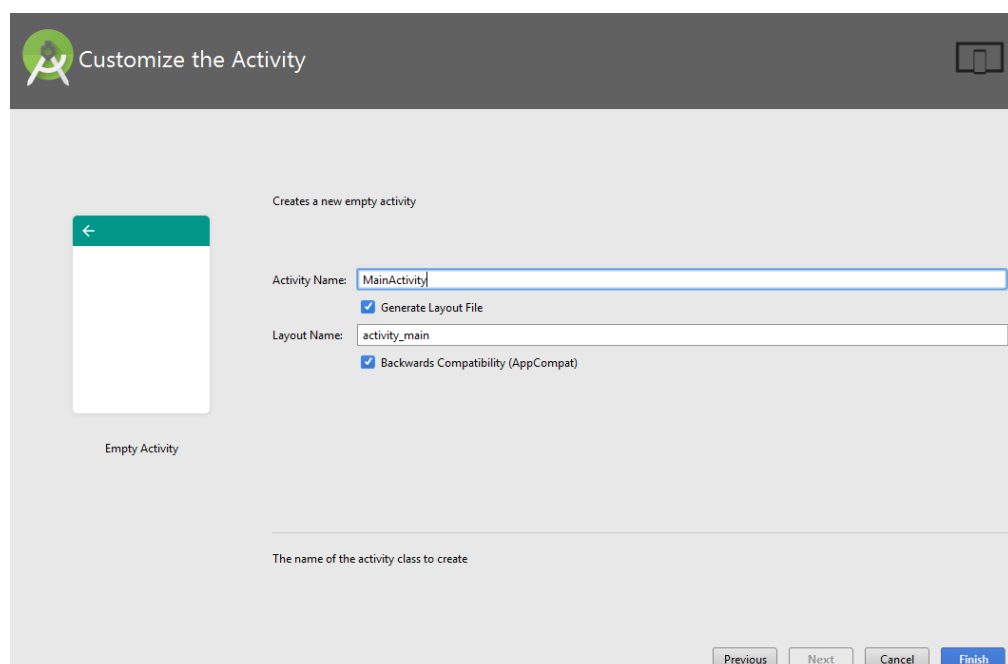 Customize the Activity
Creates a new empty activity
Activity Name: MainActivity
Generate Layout File
Layout Name: activity_main
Backwards Compatibility (AppCompat)
Empty Activity
The name of the activity class to create
Previous Next Cancel Finish